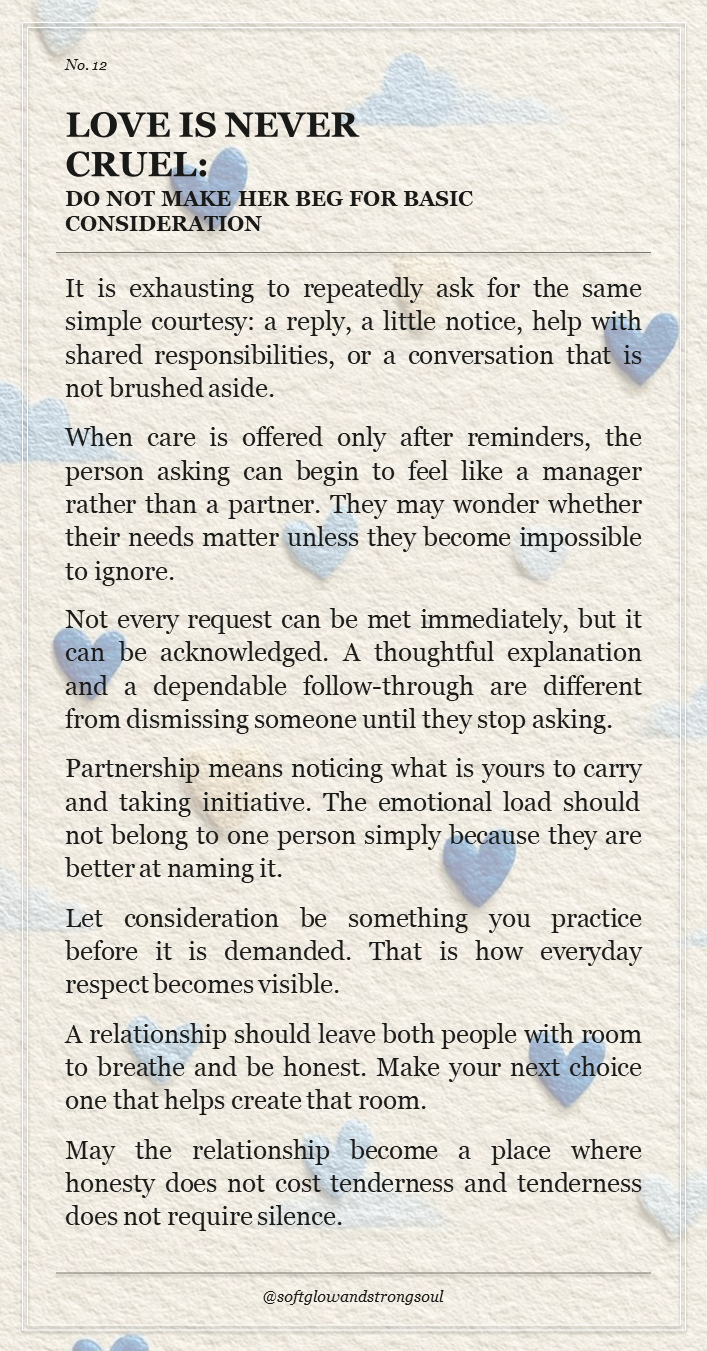 No. 12
LOVE IS NEVER
CRUEL:
DO NOT MAKE HER BEG FOR BASIC
CONSIDERATION
It is exhausting to repeatedly ask for the same
simple courtesy: a reply, a little notice, help with
shared responsibilities, or a conversation that is
not brushed aside.
When care is offered only after reminders, the
person asking can begin to feel like a manager
rather than a partner. They may wonder whether
their needs matter unless they become impossible
to ignore.
Not every request can be met immediately, but it
can be acknowledged. A thoughtful explanation
and a dependable follow-through are different
from dismissing someone until they stop asking.
Partnership means noticing what is yours to carry
and taking initiative. The emotional load should
not belong to one person simply because they are
better at naming it.
Let consideration be something you practice
before it is demanded. That is how everyday
respect becomes visible.
A relationship should leave both people with room
to breathe and be honest. Make your next choice
one that helps create that room.
May the relationship become a place where
honesty does not cost tenderness and tenderness
does not require silence.
@softglowandstrongsoul